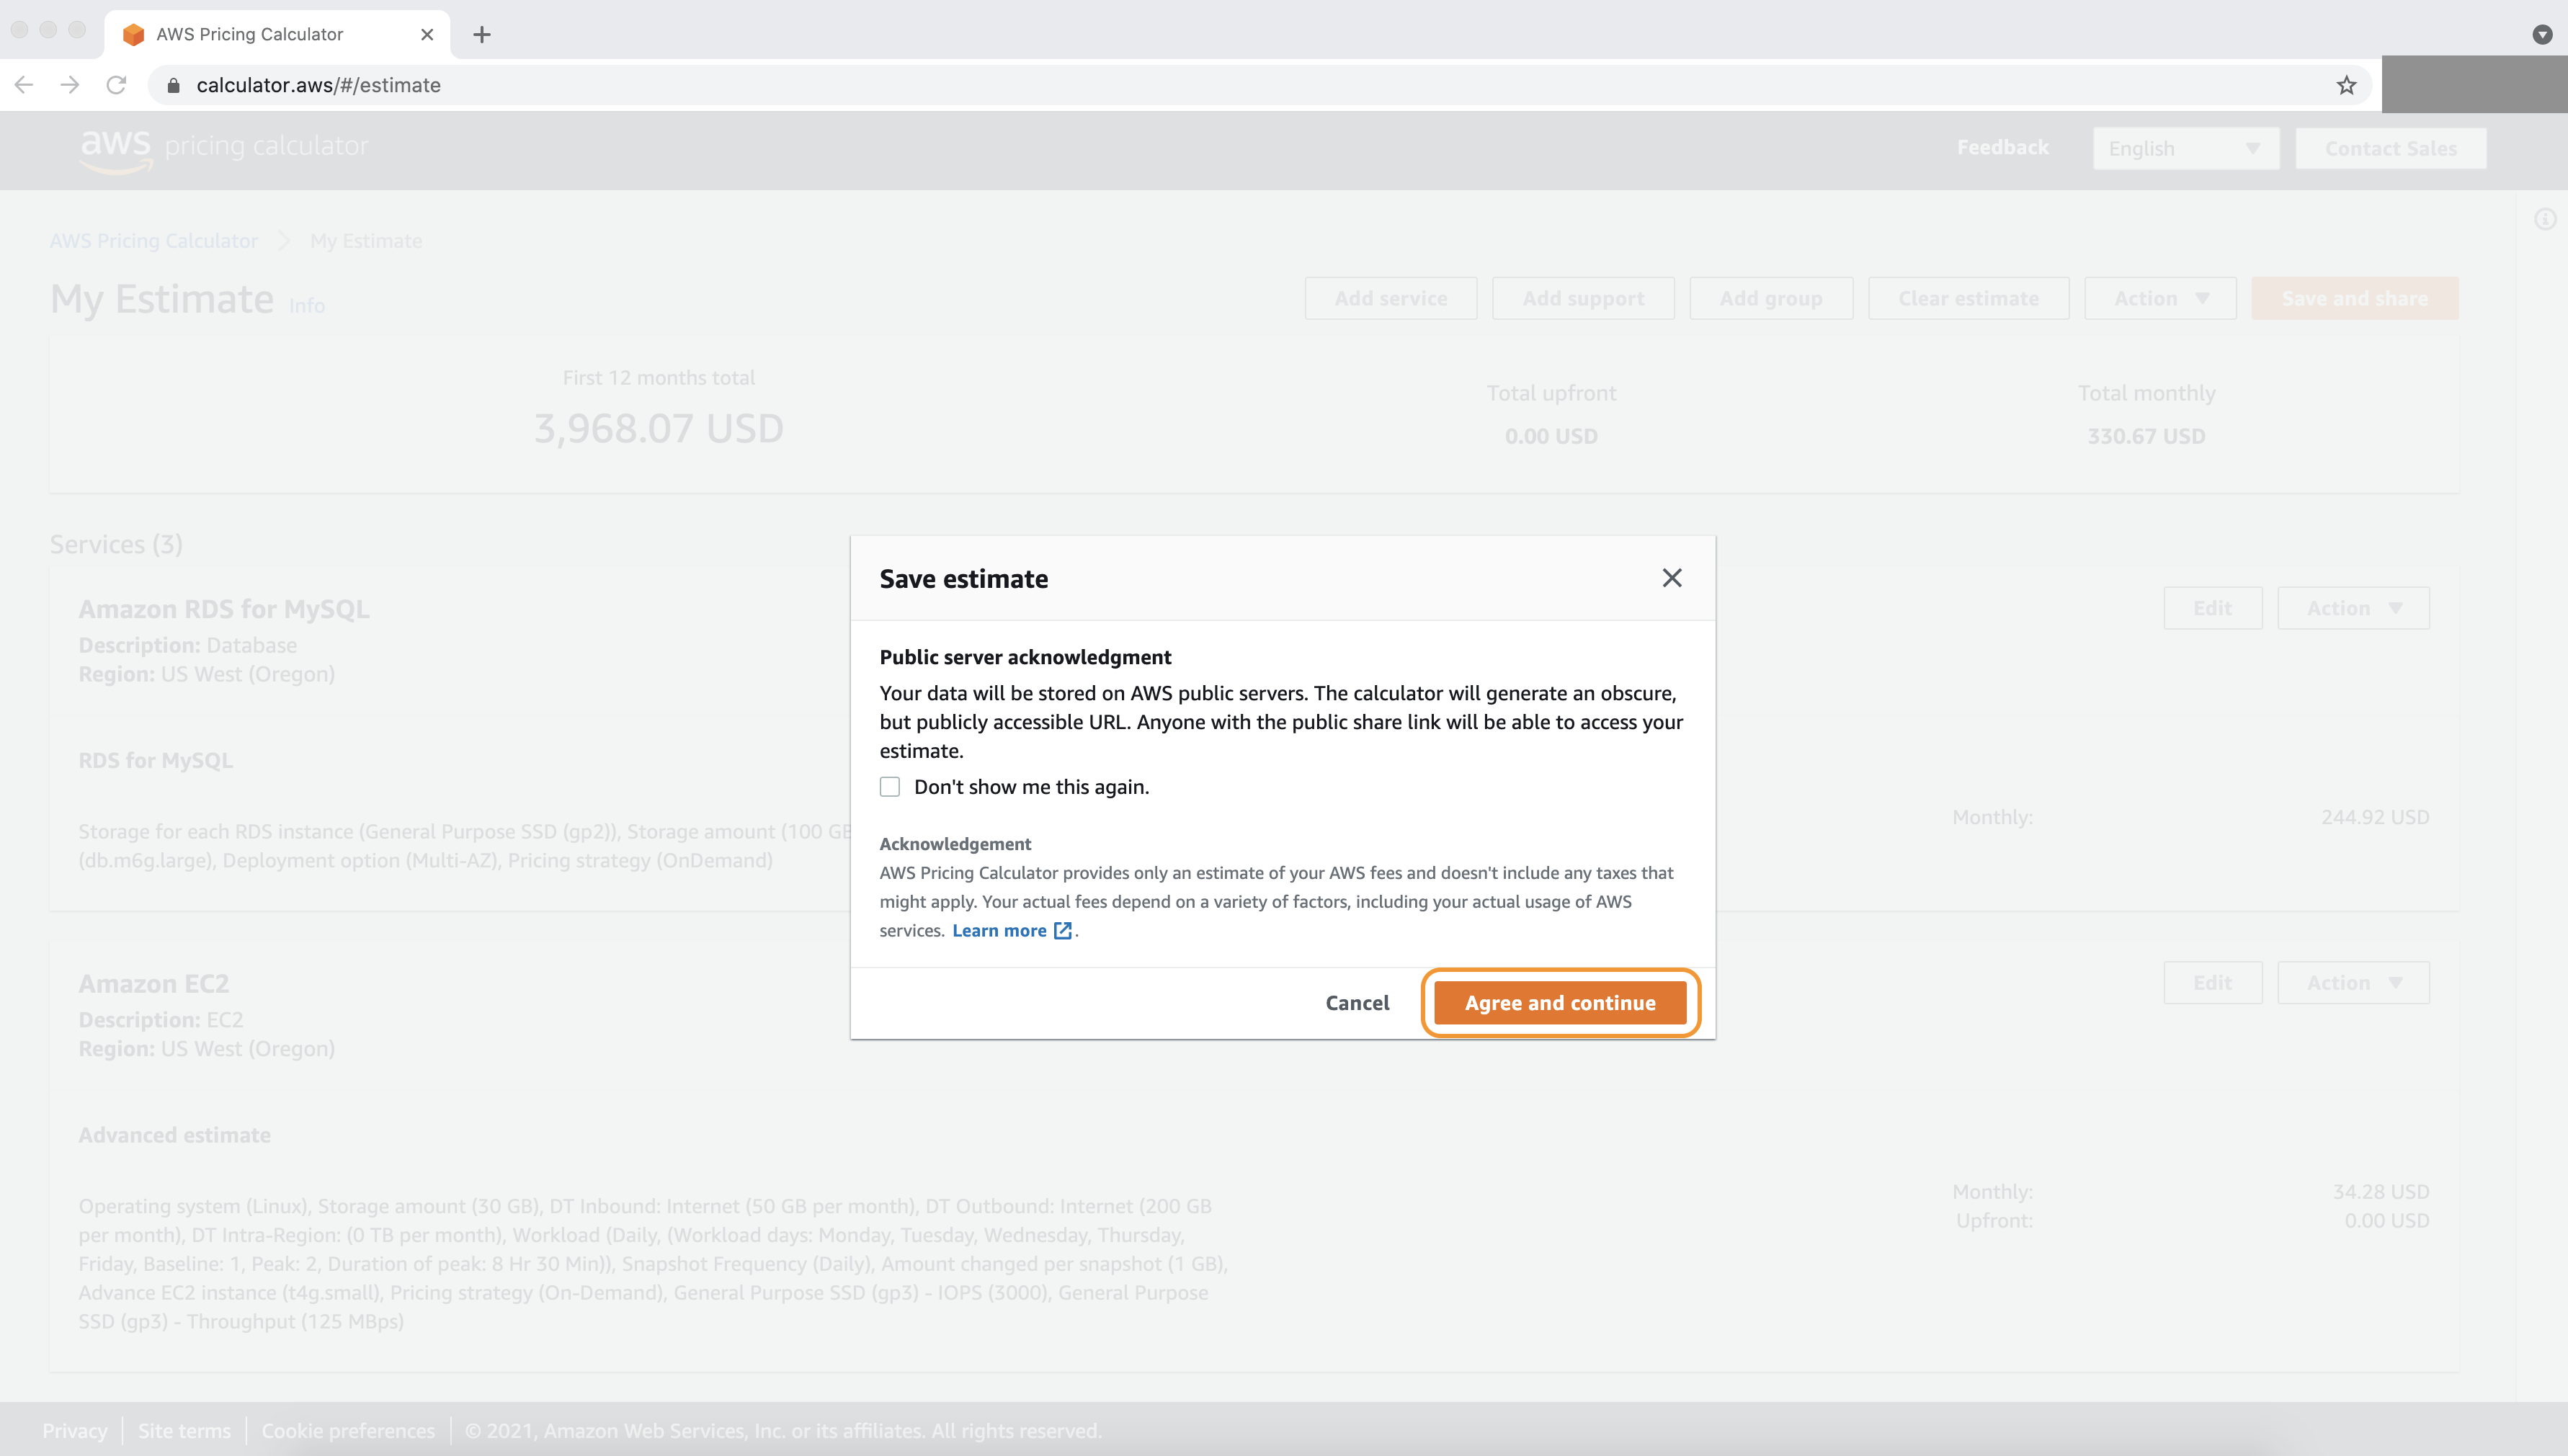 AWS Pricing Calculator
calculator.aws/#/estimate
aws pricing calculator
Feedback
English
Contact Sales
AWS Pricing Calculator
My Estimate
My Estimate Info
Add service
Add support
Add group
Clear estimate
Action
Save and share
First 12 months total
3,968.07 USD
Total upfront
0.00 USD
Total monthly
330.67 USD
Services (3)
Amazon RDS for MySQL
Description: Database
Region: US West (Oregon)
Edit
Action
RDS for MySQL
Storage for each RDS instance (General Purpose SSD (gp2)), Storage amount (100 GB
(db.m6g.large), Deployment option (Multi-AZ), Pricing strategy (OnDemand)
Monthly:
244.92 USD
Save estimate
Public server acknowledgment
Your data will be stored on AWS public servers. The calculator will generate an obscure,
but publicly accessible URL. Anyone with the public share link will be able to access your
estimate.
Don't show me this again.
Acknowledgement
AWS Pricing Calculator provides only an estimate of your AWS fees and doesn't include any taxes that
might apply. Your actual fees depend on a variety of factors, including your actual usage of AWS
services. Learn more .
Cancel
Agree and continue
Amazon EC2
Description: EC2
Region: US West (Oregon)
Edit
Action
Advanced estimate
Operating system (Linux), Storage amount (30 GB), DT Inbound: Internet (50 GB per month), DT Outbound: Internet (200 GB
per month), DT Intra-Region: (0 TB per month), Workload (Daily, (Workload days: Monday, Tuesday, Wednesday, Thursday,
Friday, Baseline: 1, Peak: 2, Duration of peak: 8 Hr 30 Min)), Snapshot Frequency (Daily), Amount changed per snapshot (1 GB),
Advance EC2 instance (t4g.small), Pricing strategy (On-Demand), General Purpose SSD (gp3) - IOPS (3000), General Purpose
SSD (gp3) - Throughput (125 MBps)
Monthly:
34.28 USD
Upfront:
0.00 USD
Privacy
Site terms
Cookie preferences
© 2021, Amazon Web Services, Inc. or its affiliates. All rights reserved.